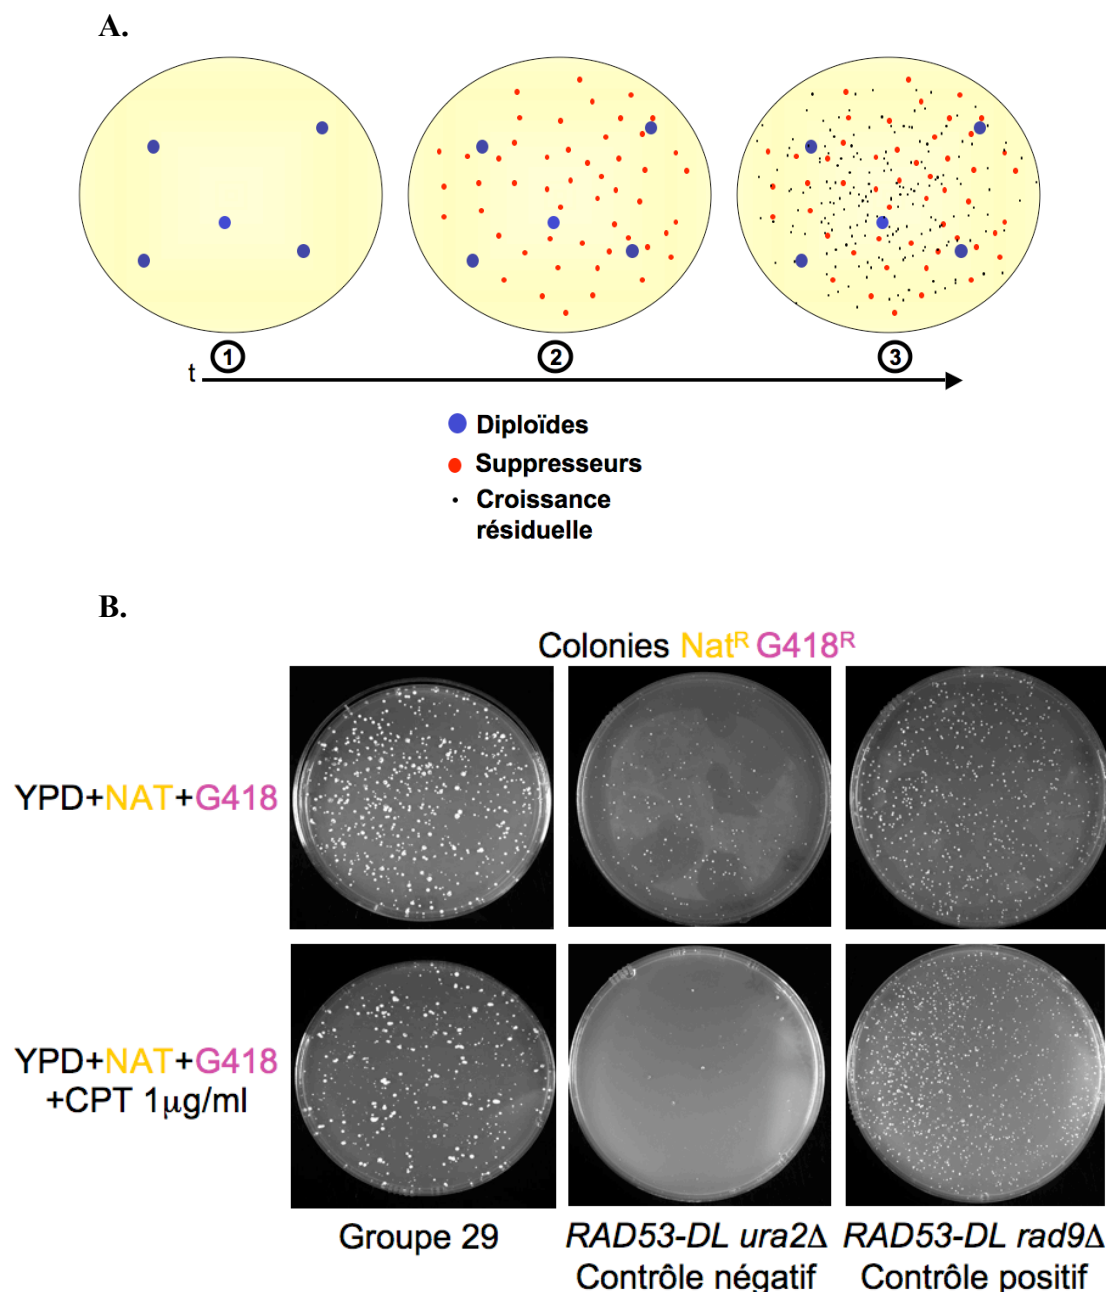 A.
1
2
3
t
Diploïdes
Suppresseurs
Croissance
résiduelle
B.
Colonies Natᴿ G418ᴿ
YPD+NAT+G418
YPD+NAT+G418
+CPT 1µg/ml
Groupe 29
RAD53-DL ura2Δ
Contrôle négatif
RAD53-DL rad9Δ
Contrôle positif